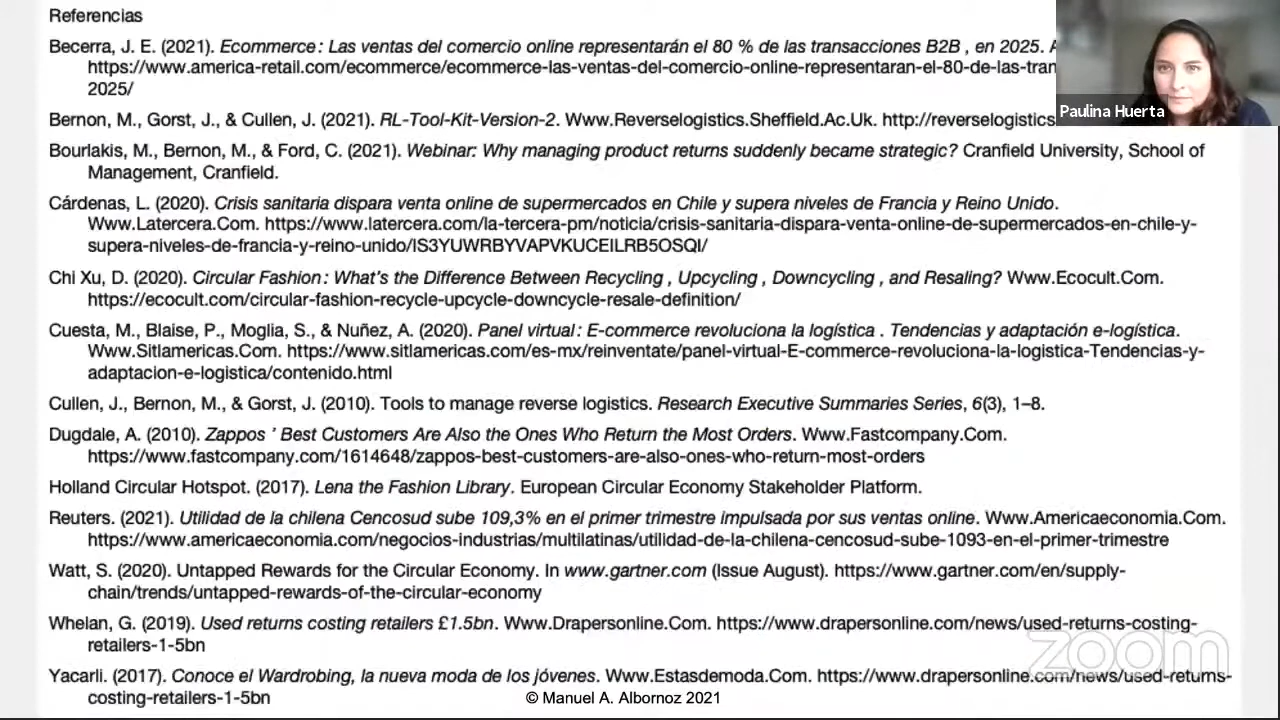 Referencias
Becerra, J. E. (2021). Ecommerce: Las ventas del comercio online representarán el 80 % de las transacciones B2B , en 2025.
https://www.america-retail.com/ecommerce/ecommerce-las-ventas-del-comercio-online-representaran-el-80-de-las-tran
2025/
Bernon, M., Gorst, J., & Cullen, J. (2021). RL-Tool-Kit-Version-2. Www.Reverselogistics.Sheffield.Ac.Uk. http://reverselogistics
Paulina Huerta
Bourlakis, M., Bernon, M., & Ford, C. (2021). Webinar: Why managing product returns suddenly became strategic? Cranfield University, School of
Management, Cranfield.
Cárdenas, L. (2020). Crisis sanitaria dispara venta online de supermercados en Chile y supera niveles de Francia y Reino Unido.
Www.Latercera.Com. https://www.latercera.com/la-tercera-pm/noticia/crisis-sanitaria-dispara-venta-online-de-supermercados-en-chile-y-
supera-niveles-de-francia-y-reino-unido/IS3YUWRBYVAPVKUCEILRB5OSQI/
Chi Xu, D. (2020). Circular Fashion: What's the Difference Between Recycling , Upcycling , Downcycling , and Resaling? Www.Ecocult.Com.
https://ecocult.com/circular-fashion-recycle-upcycle-downcycle-resale-definition/
Cuesta, M., Blaise, P., Moglia, S., & Nuñez, A. (2020). Panel virtual: E-commerce revoluciona la logística . Tendencias y adaptación e-logística.
Www.Sitlamericas.Com. https://www.sitlamericas.com/es-mx/reinventate/panel-virtual-E-commerce-revoluciona-la-logistica-Tendencias-y-
adaptacion-e-logistica/contenido.html
Cullen, J., Bernon, M., & Gorst, J. (2010). Tools to manage reverse logistics. Research Executive Summaries Series, 6(3), 1–8.
Dugdale, A. (2010). Zappos ' Best Customers Are Also the Ones Who Return the Most Orders. Www.Fastcompany.Com.
https://www.fastcompany.com/1614648/zappos-best-customers-are-also-ones-who-return-most-orders
Holland Circular Hotspot. (2017). Lena the Fashion Library. European Circular Economy Stakeholder Platform.
Reuters. (2021). Utilidad de la chilena Cencosud sube 109,3% en el primer trimestre impulsada por sus ventas online. Www.Americaeconomia.Com.
https://www.americaeconomia.com/negocios-industrias/multilatinas/utilidad-de-la-chilena-cencosud-sube-1093-en-el-primer-trimestre
Watt, S. (2020). Untapped Rewards for the Circular Economy. In www.gartner.com (Issue August). https://www.gartner.com/en/supply-
chain/trends/untapped-rewards-of-the-circular-economy
Whelan, G. (2019). Used returns costing retailers £1.5bn. Www.Drapersonline.Com. https://www.drapersonline.com/news/used-returns-costing-
retailers-1-5bn
zoom
Yacarli. (2017). Conoce el Wardrobing, la nueva moda de los jóvenes. Www.Estasdemoda.Com. https://www.drapersonline.com/news/used-returns-
costing-retailers-1-5bn
© Manuel A. Albornoz 2021